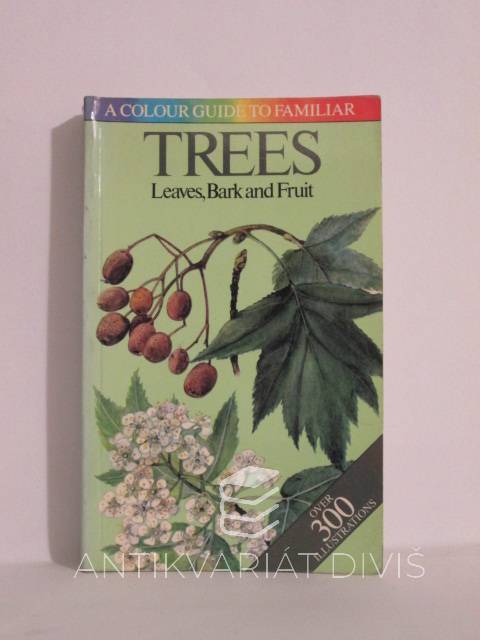 A COLOUR GUIDE TO FAMILIAR
TREES
Leaves, Bark and Fruit
OVER
300
ILLUSTRATIONS
ANTIKVARIÁT DIVIŠ